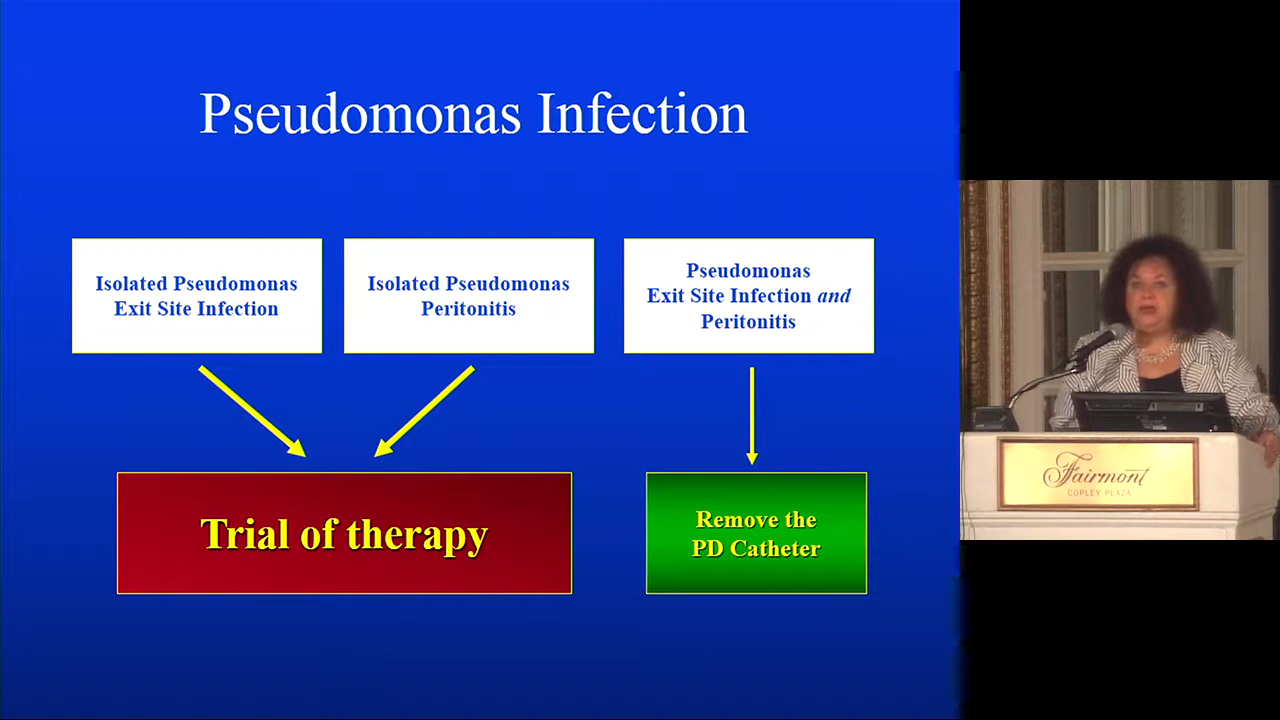 Pseudomonas Infection
Isolated Pseudomonas
Exit Site Infection
Isolated Pseudomonas
Peritonitis
Pseudomonas
Exit Site Infection and
Peritonitis
Trial of therapy
Remove the
PD Catheter
Fairmont
COPLEY PLAZA